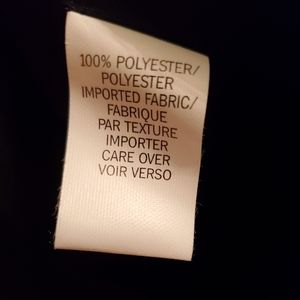 100% POLYESTER/
POLYESTER
IMPORTED FABRIC/
FABRIQUE
PAR TEXTURE
IMPORTER
CARE OVER
VOIR VERSO